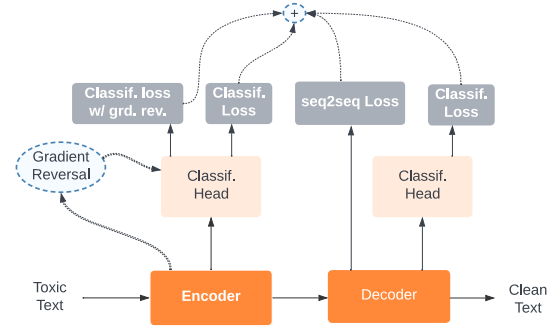 +
Classif. loss
w/ grd. rev.
Classif.
Loss
seq2seq Loss
Classif.
Loss
Gradient
Reversal
Classif.
Head
Classif.
Head
Toxic
Text
Encoder
Decoder
Clean
Text